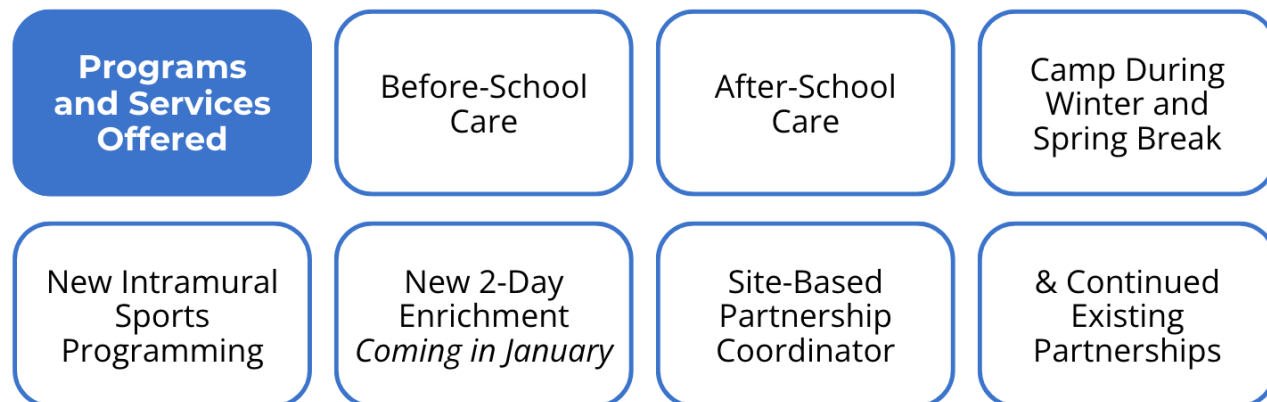 Programs
and Services
Offered
Before-School
Care
After-School
Care
Camp During
Winter and
Spring Break
New Intramural
Sports
Programming
New 2-Day
Enrichment
Coming in January
Site-Based
Partnership
Coordinator
& Continued
Existing
Partnerships